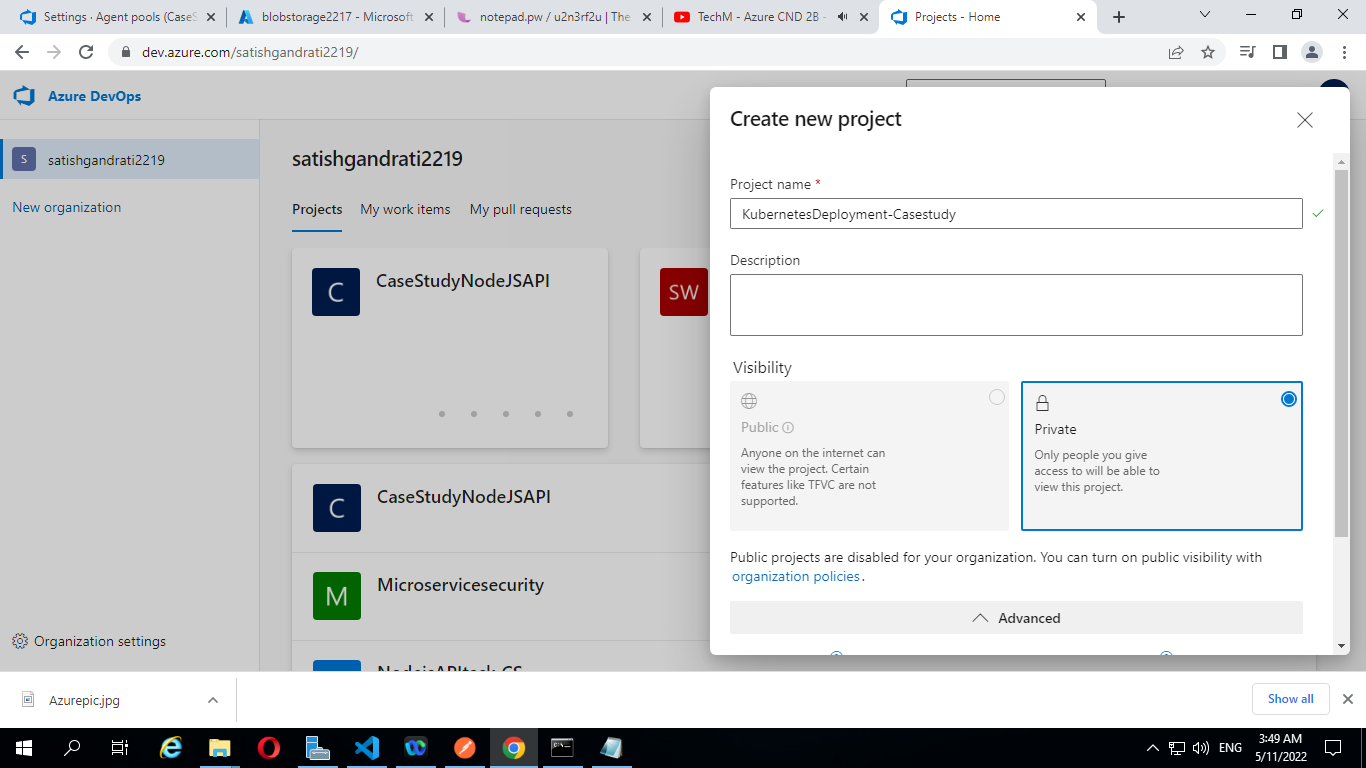 Settings - Agent pools (CaseS
blobstorage2217 - Microsoft
notepad.pw / u2n3rf2u | The
TechM - Azure CND 2B -
Projects - Home
dev.azure.com/satishgandrati2219/
Azure DevOps
S
satishgandrati2219
New organization
Organization settings
satishgandrati2219
Projects
My work items
My pull requests
C
CaseStudyNodeJSAPI
SW
C
CaseStudyNodeJSAPI
M
Microservicesecurity
NodejsAPItask-CS
Create new project
Project name *
KubernetesDeployment-Casestudy
Description
Visibility
Public
Anyone on the internet can
view the project. Certain
features like TFVC are not
supported.
Private
Only people you give
access to will be able to
view this project.
Public projects are disabled for your organization. You can turn on public visibility with
organization policies.
Advanced
Azurepic.jpg
Show all
ENG
3:49 AM
5/11/2022